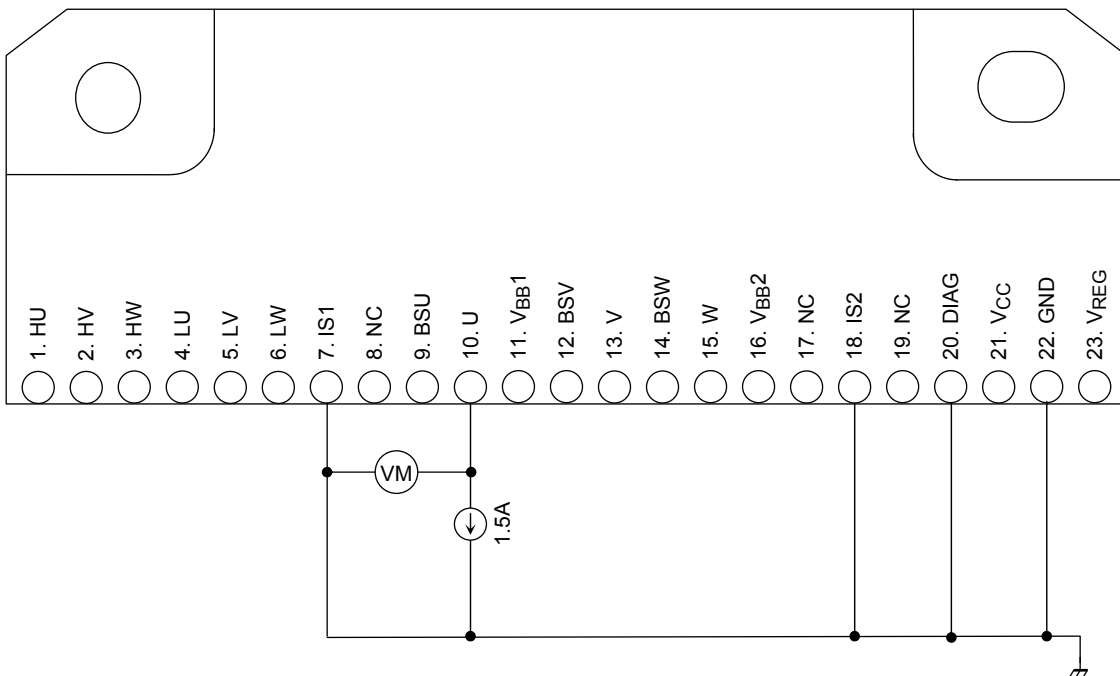 1. HU
2. HV
3. HW
4. LU
5. LV
6. LW
7. IS1
8. NC
9. BSU
10. U
11. VBB1
12. BSV
13. V
14. BSW
15. W
16. VBB2
17. NC
18. IS2
19. NC
20. DIAG
21. VCC
22. GND
23. VREG
VM
1.5A